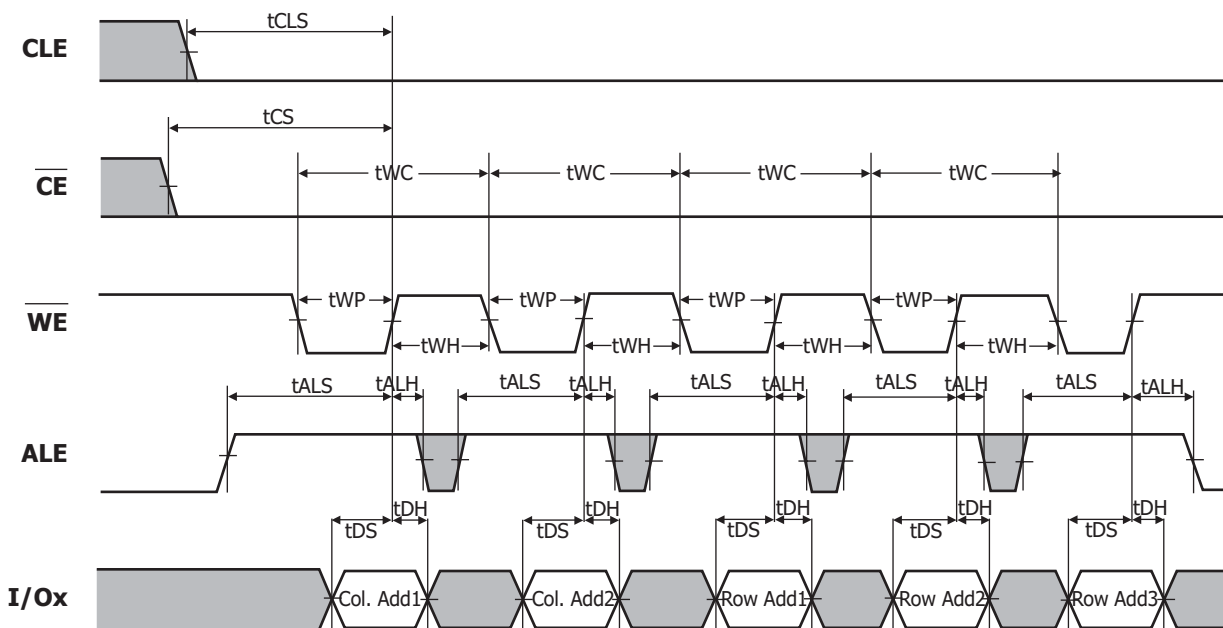 tCLS
CLE
tCS
CE
tWC tWC tWC tWC
WE
tWP tWP tWP tWP
tWH tWH tWH tWH
tALS tALH tALS tALH tALS tALH tALS tALH tALS tALH
ALE
tDH tDH tDH tDH tDH
tDS tDS tDS tDS tDS
I/Ox
Col. Add1 Col. Add2 Row Add1 Row Add2 Row Add3